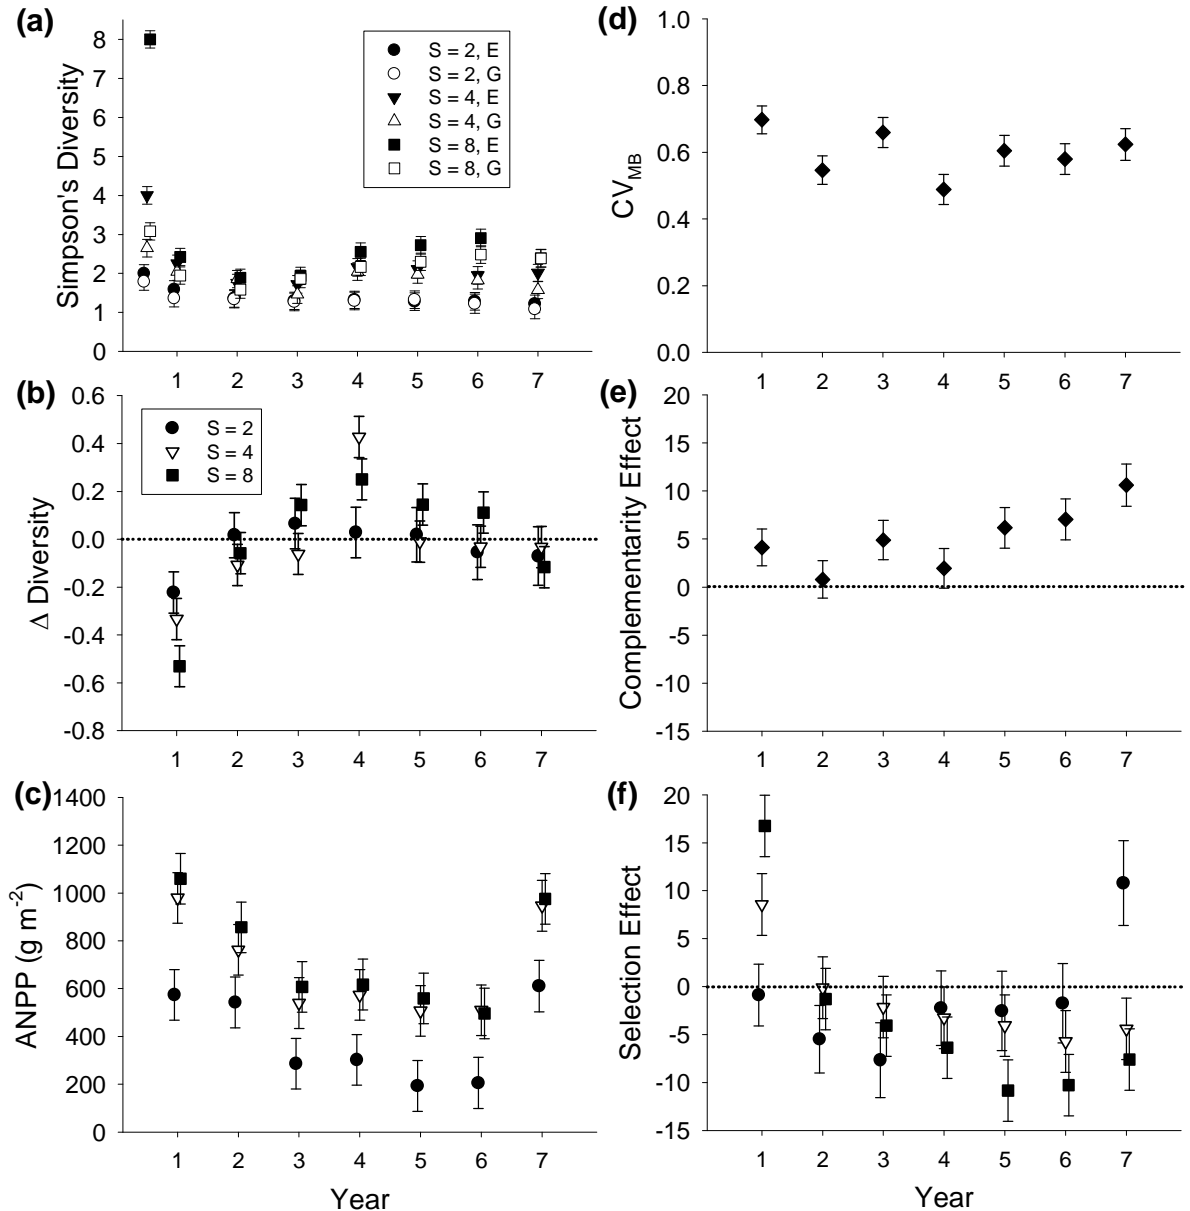 (a)
Simpson's Diversity
8
7
6
5
4
3
2
1
0
S = 2, E
S = 2, G
S = 4, E
S = 4, G
S = 8, E
S = 8, G
1 2 3 4 5 6 7
(b)
Δ Diversity
0.6
0.4
0.2
0.0
-0.2
-0.4
-0.6
-0.8
S = 2
S = 4
S = 8
1 2 3 4 5 6 7
(c)
ANPP (g m-2)
1400
1200
1000
800
600
400
200
0
1 2 3 4 5 6 7
Year
(d)
CVMB
1.0
0.8
0.6
0.4
0.2
0.0
1 2 3 4 5 6 7
(e)
Complementarity Effect
20
15
10
5
0
-5
-10
-15
1 2 3 4 5 6 7
(f)
Selection Effect
20
15
10
5
0
-5
-10
-15
1 2 3 4 5 6 7
Year